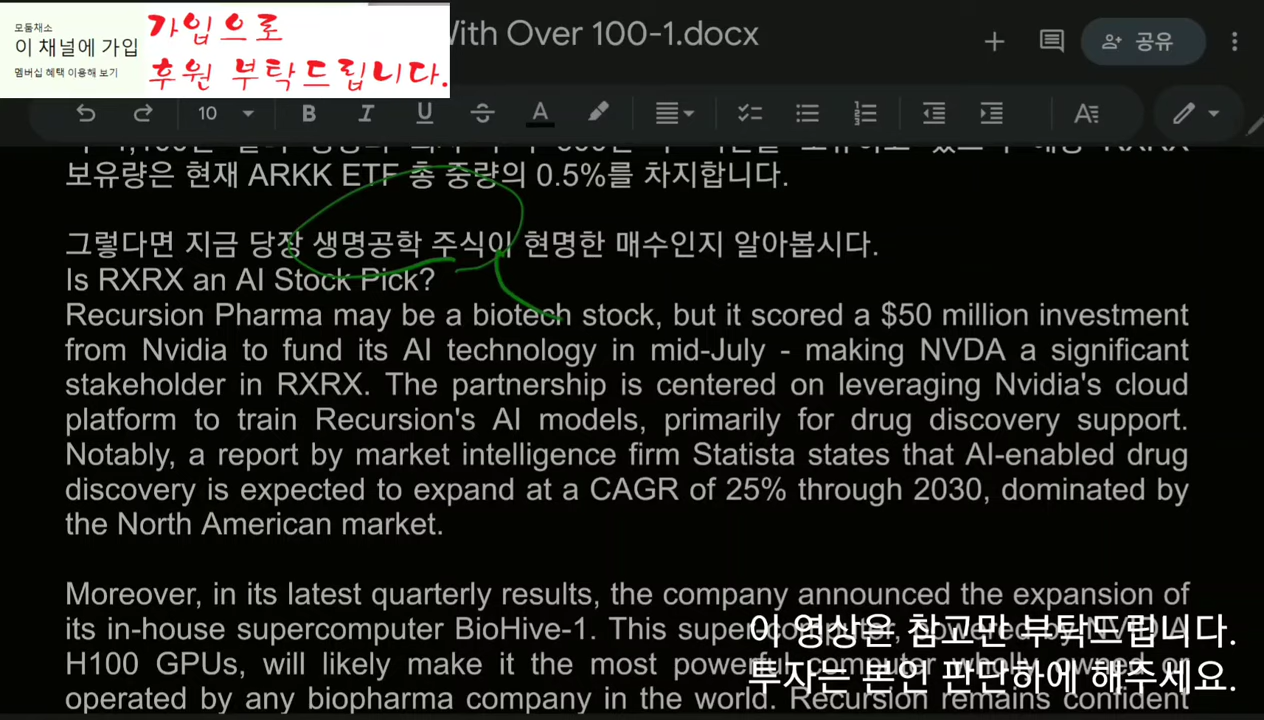 모둠채소
이 채널에 가입
멤버십 혜택 이용해 보기
가입으로
후원 부탁드립니다.
With Over 100-1.docx
공유
10
B I U S A
보유량은 현재 ARKK ETF 총 중량의 0.5%를 차지합니다.
그렇다면 지금 당장 생명공학 주식이 현명한 매수인지 알아봅시다.
Is RXRX an AI Stock Pick?
Recursion Pharma may be a biotech stock, but it scored a $50 million investment
from Nvidia to fund its AI technology in mid-July - making NVDA a significant
stakeholder in RXRX. The partnership is centered on leveraging Nvidia's cloud
platform to train Recursion's AI models, primarily for drug discovery support.
Notably, a report by market intelligence firm Statista states that AI-enabled drug
discovery is expected to expand at a CAGR of 25% through 2030, dominated by
the North American market.
Moreover, in its latest quarterly results, the company announced the expansion of
its in-house supercomputer BioHive-1. This supercomputer, powered by NVIDIA
H100 GPUs, will likely make it the most powerful computer wholly owned or
operated by any biopharma company in the world. Recursion remains confident
이 영상은 참고만 부탁드립니다.
투자는 본인 판단하에 해주세요.